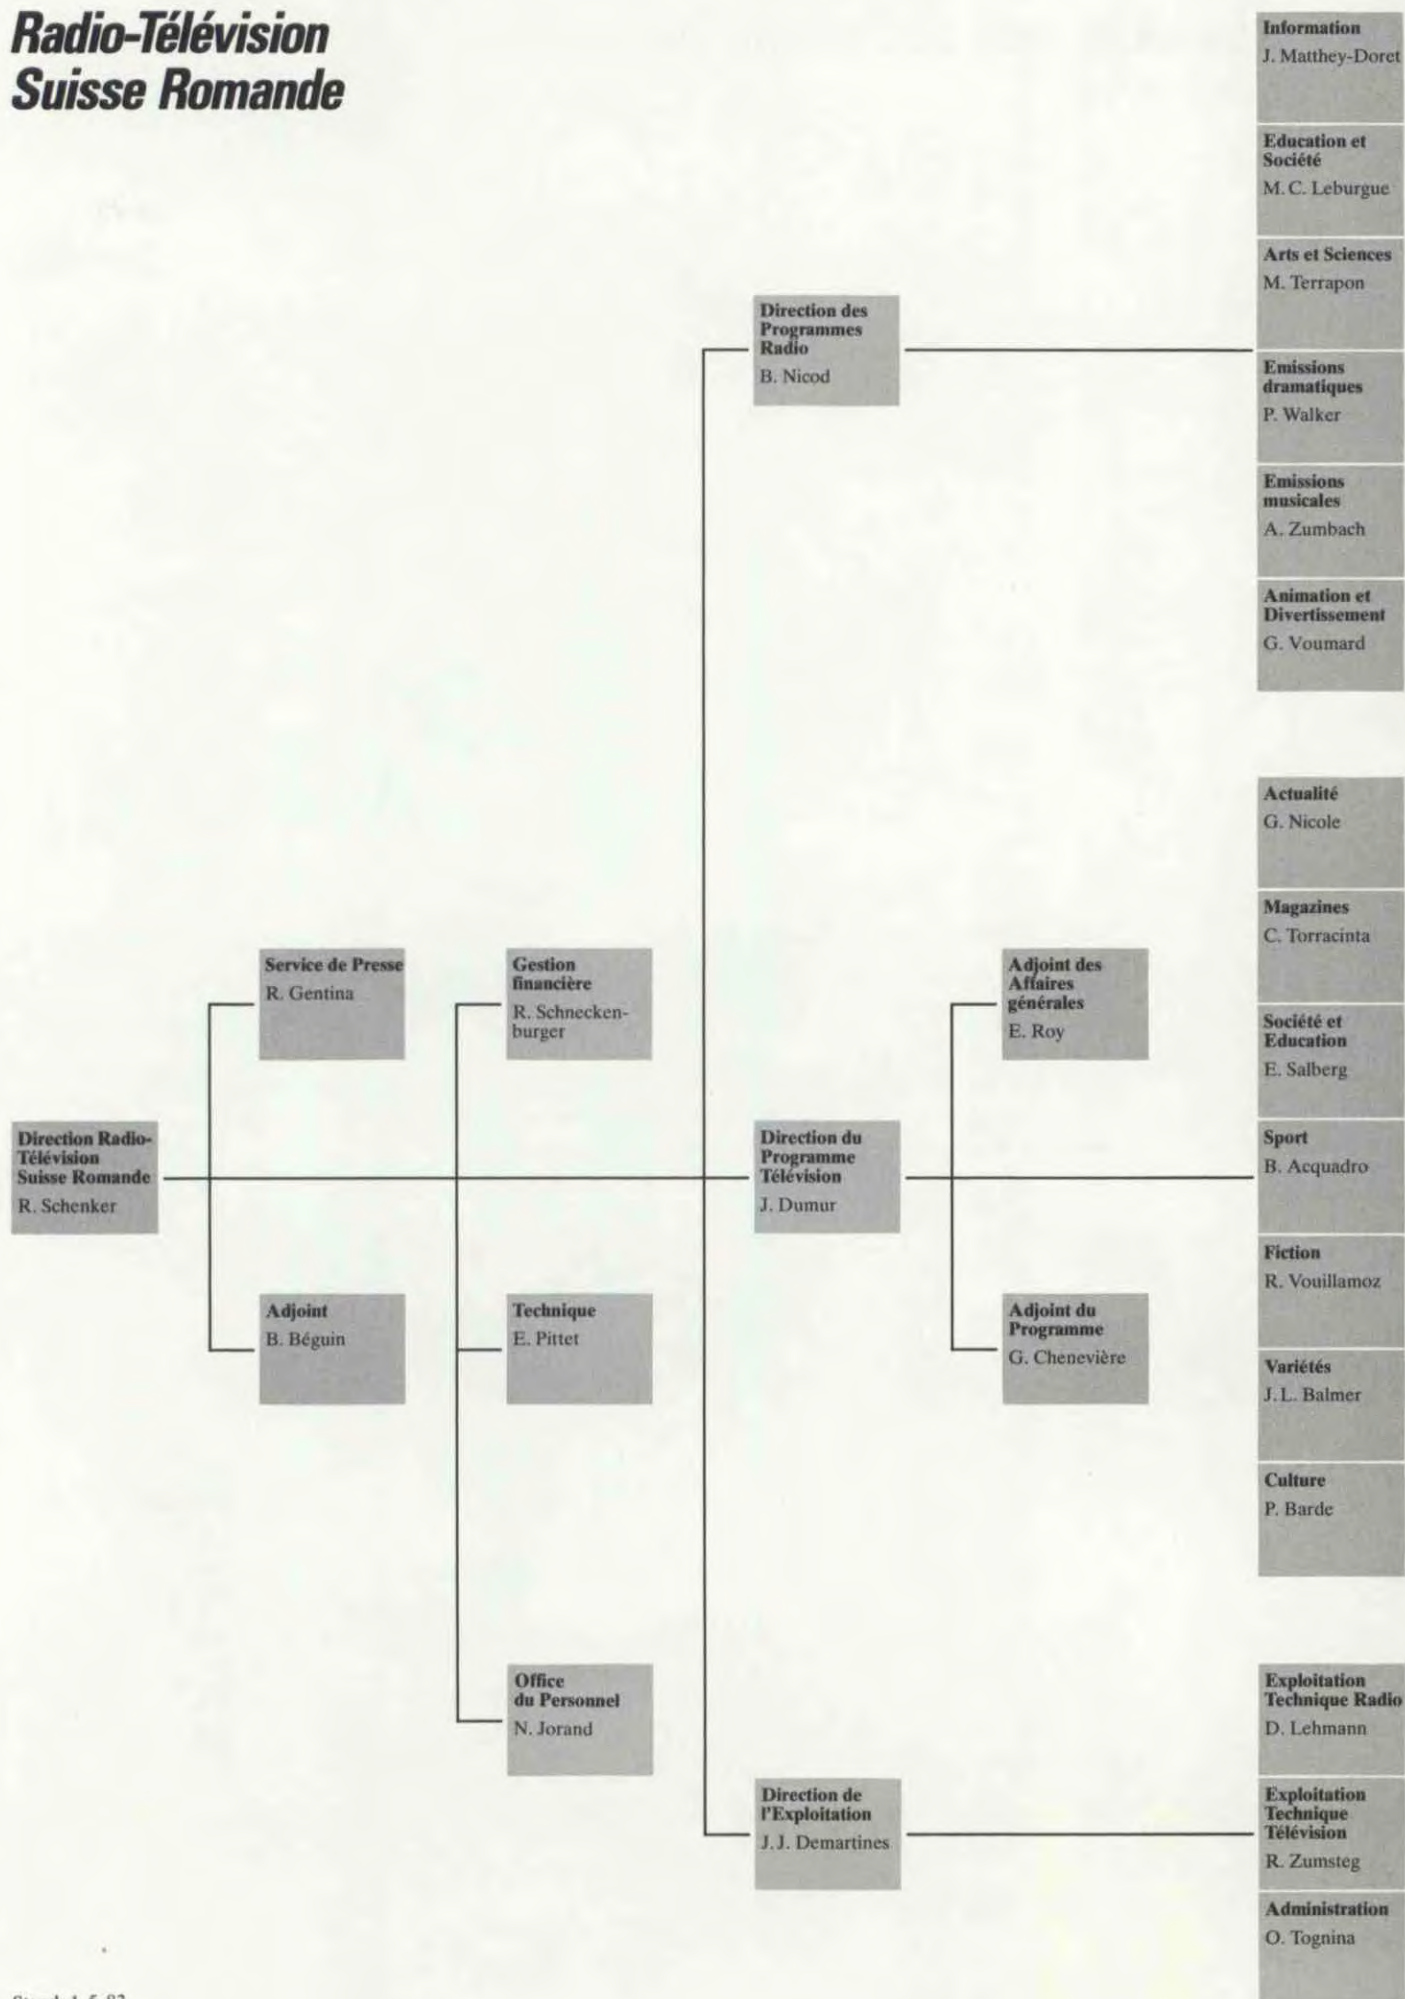 Radio-Télévision
Suisse Romande
Information
J. Matthey-Doret
Education et
Société
M. C. Leburgue
Arts et Sciences
M. Terrapon
Emissions
dramatiques
P. Walker
Emissions
musicales
A. Zumbach
Animation et
Divertissement
G. Voumard
Direction des
Programmes
Radio
B. Nicod
Actualité
G. Nicole
Magazines
C. Torracinta
Société et
Education
E. Salberg
Sport
B. Acquadro
Fiction
R. Vouillamoz
Variétés
J. L. Balmer
Culture
P. Barde
Service de Presse
R. Gentina
Gestion
financière
R. Schnecken-
burger
Adjoint des
Affaires
générales
E. Roy
Direction Radio-
Télévision
Suisse Romande
R. Schenker
Direction du
Programme
Télévision
J. Dumur
Adjoint
B. Béguin
Technique
E. Pittet
Adjoint du
Programme
G. Chenevière
Office
du Personnel
N. Jorand
Direction de
l'Exploitation
J. J. Demartines
Exploitation
Technique Radio
D. Lehmann
Exploitation
Technique
Télévision
R. Zumsteg
Administration
O. Tognina